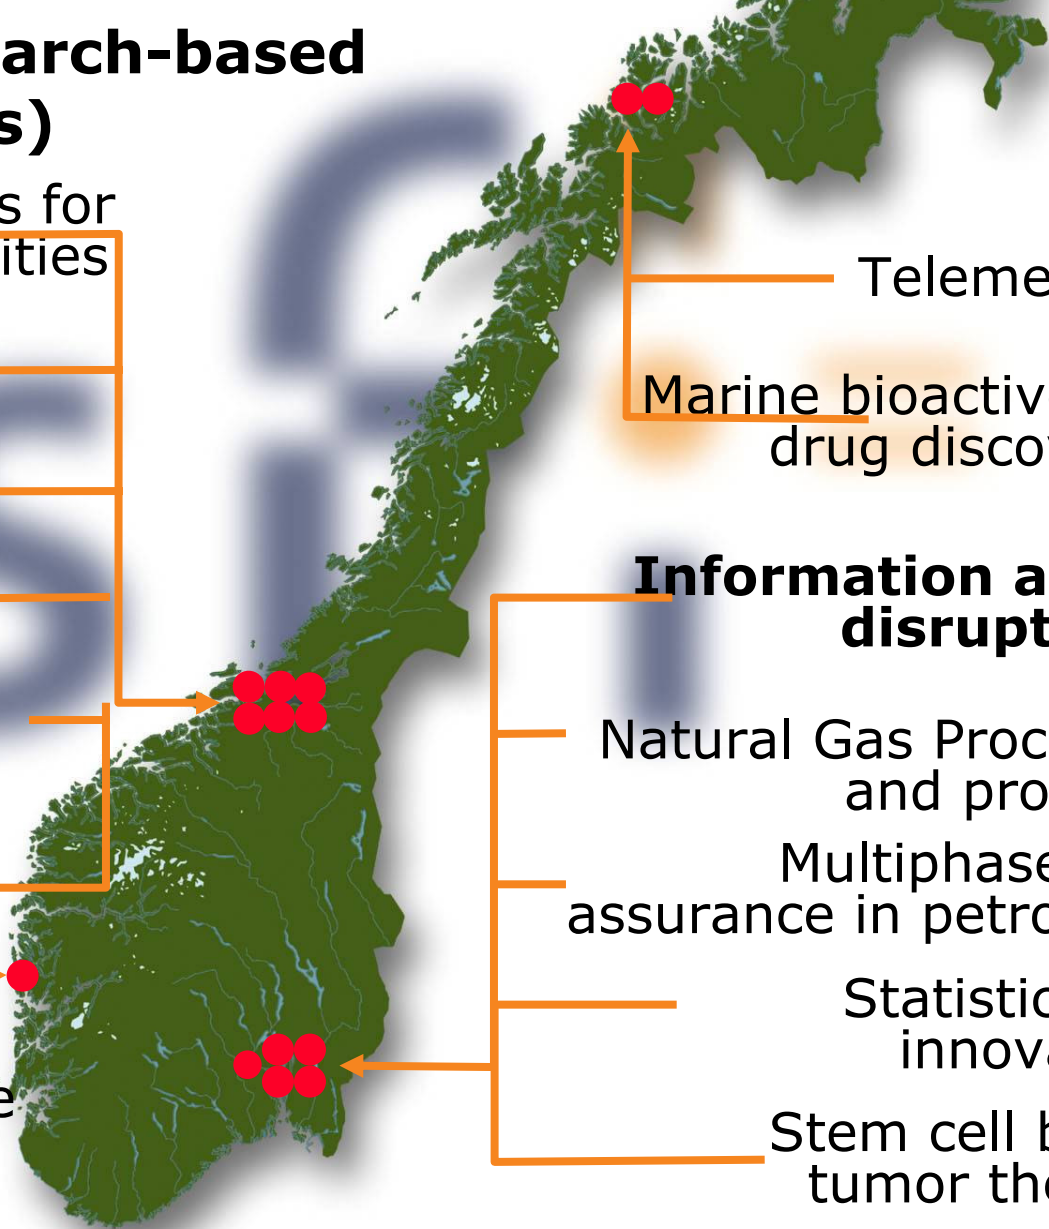 arch-based
s)
s for
ities
Teleme
Marine bioactiv
drug disco
Information a
disrupt
Natural Gas Proc
and pro
Multiphase
assurance in petro
Statistic
innova
e
Stem cell b
tumor the